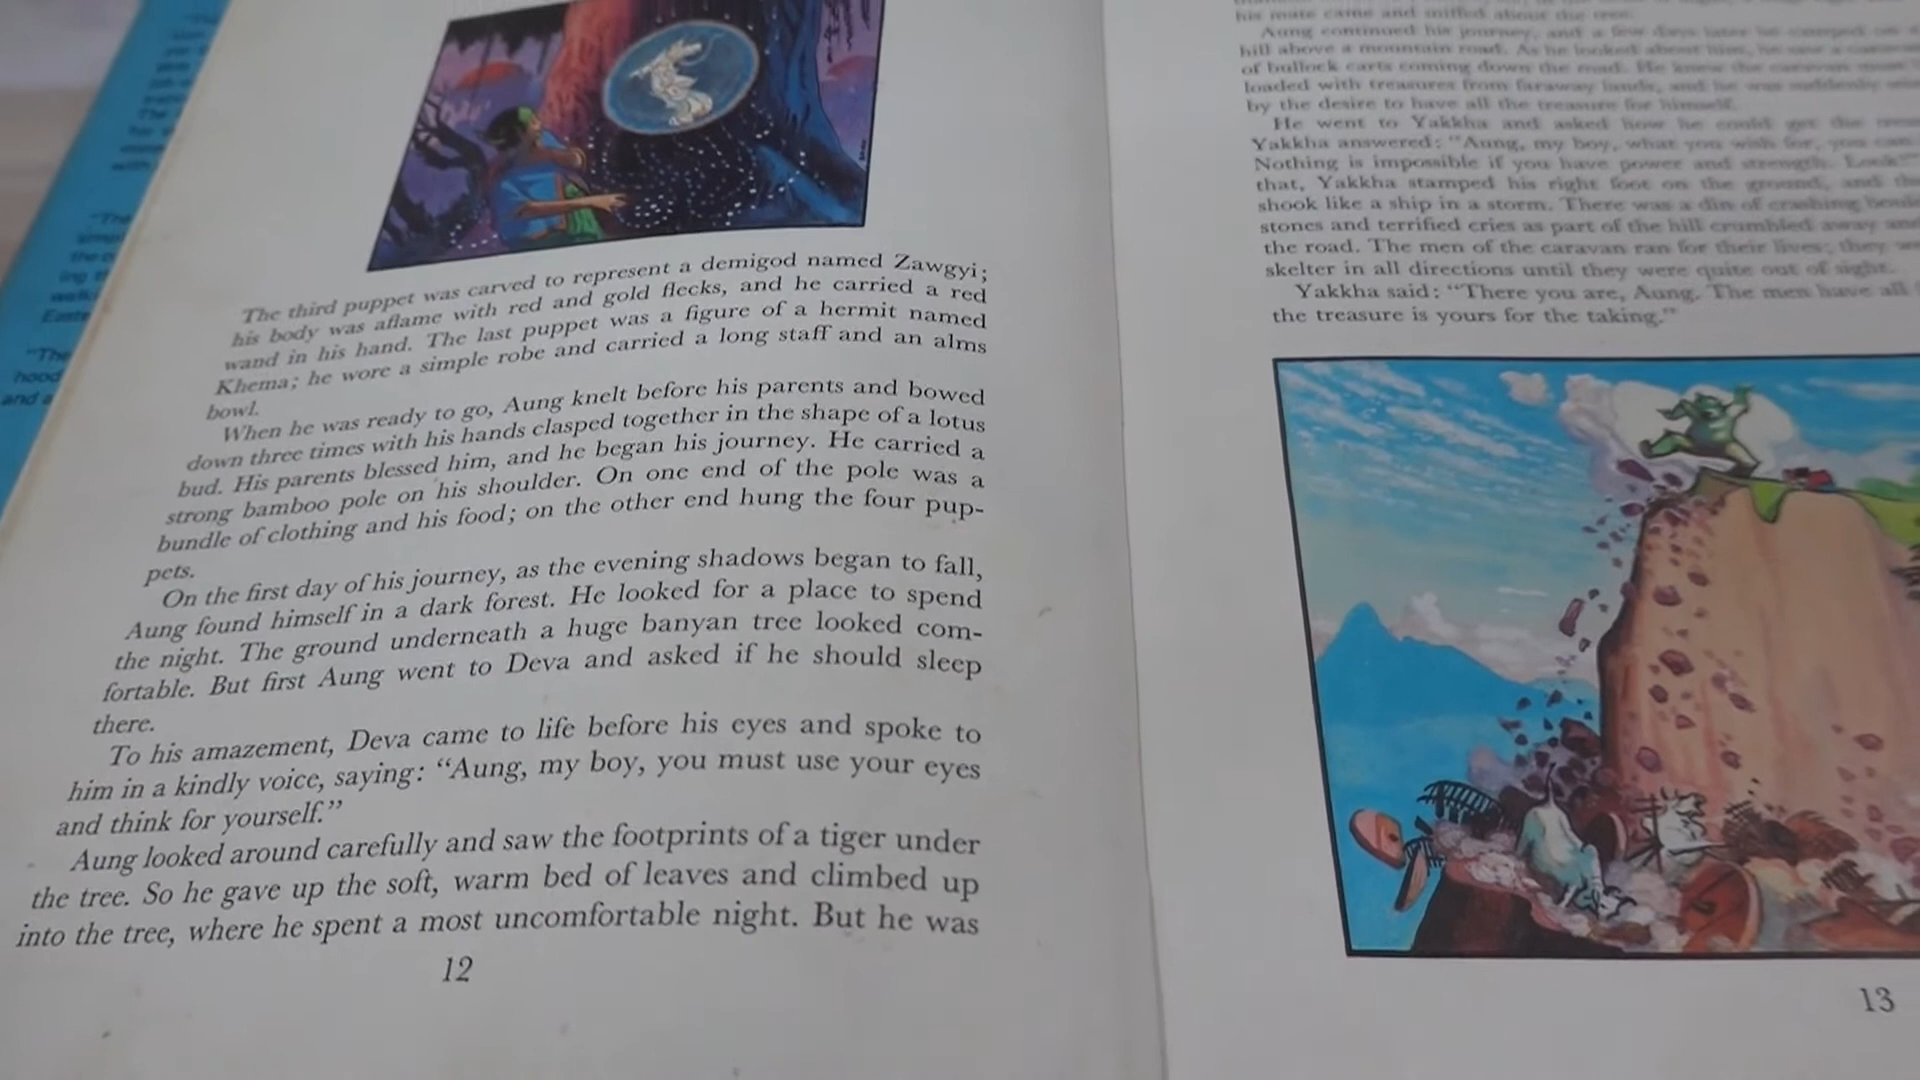 The third puppet was carved to represent a demigod named Zawgyi;
his body was aflame with red and gold flecks, and he carried a red
wand in his hand. The last puppet was a figure of a hermit named
Khema; he wore a simple robe and carried a long staff and an alms
bowl.
When he was ready to go, Aung knelt before his parents and bowed
down three times with his hands clasped together in the shape of a lotus
bud. His parents blessed him, and he began his journey. He carried a
strong bamboo pole on his shoulder. On one end of the pole was a
bundle of clothing and his food; on the other end hung the four pup-
pets.
On the first day of his journey, as the evening shadows began to fall,
Aung found himself in a dark forest. He looked for a place to spend
the night. The ground underneath a huge banyan tree looked com-
fortable. But first Aung went to Deva and asked if he should sleep
there.
To his amazement, Deva came to life before his eyes and spoke to
him in a kindly voice, saying: “Aung, my boy, you must use your eyes
and think for yourself.”
Aung looked around carefully and saw the footprints of a tiger under
the tree. So he gave up the soft, warm bed of leaves and climbed up
into the tree, where he spent a most uncomfortable night. But he was
12
his mate came and sniffed about the tree.
Aung continued his journey, and a few days later he camped on a
hill above a mountain road. As he looked about him, he saw a caravan
of bullock carts coming down the road. He knew the caravan
loaded with treasures from faraway lands, and he was suddenly
by the desire to have all the treasure for himself.
He went to Yakkha and asked how he could get the
Yakkha answered: “Aung, my boy, what you wish for, you can
Nothing is impossible if you have power and strength. Look!”
that, Yakkha stamped his right foot on the ground, and the
shook like a ship in a storm. There was a din of crashing
stones and terrified cries as part of the hill crumbled away and
the road. The men of the caravan ran for their lives; they
skelter in all directions until they were quite out of sight.
Yakkha said: “There you are, Aung. The men have all
the treasure is yours for the taking.”
13